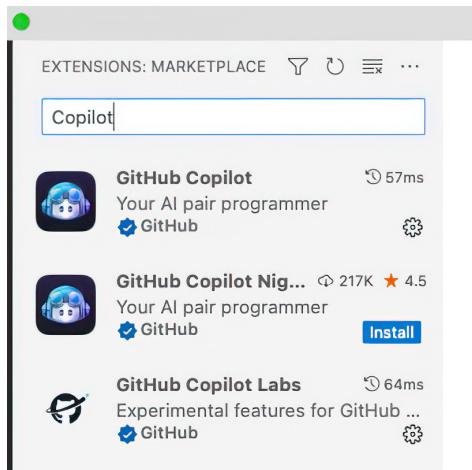 EXTENSIONS: MARKETPLACE
Copilot
GitHub Copilot 57ms
Your AI pair programmer
GitHub
GitHub Copilot Nig... 217K 4.5
Your AI pair programmer
GitHub Install
GitHub Copilot Labs 64ms
Experimental features for GitHub ...
GitHub